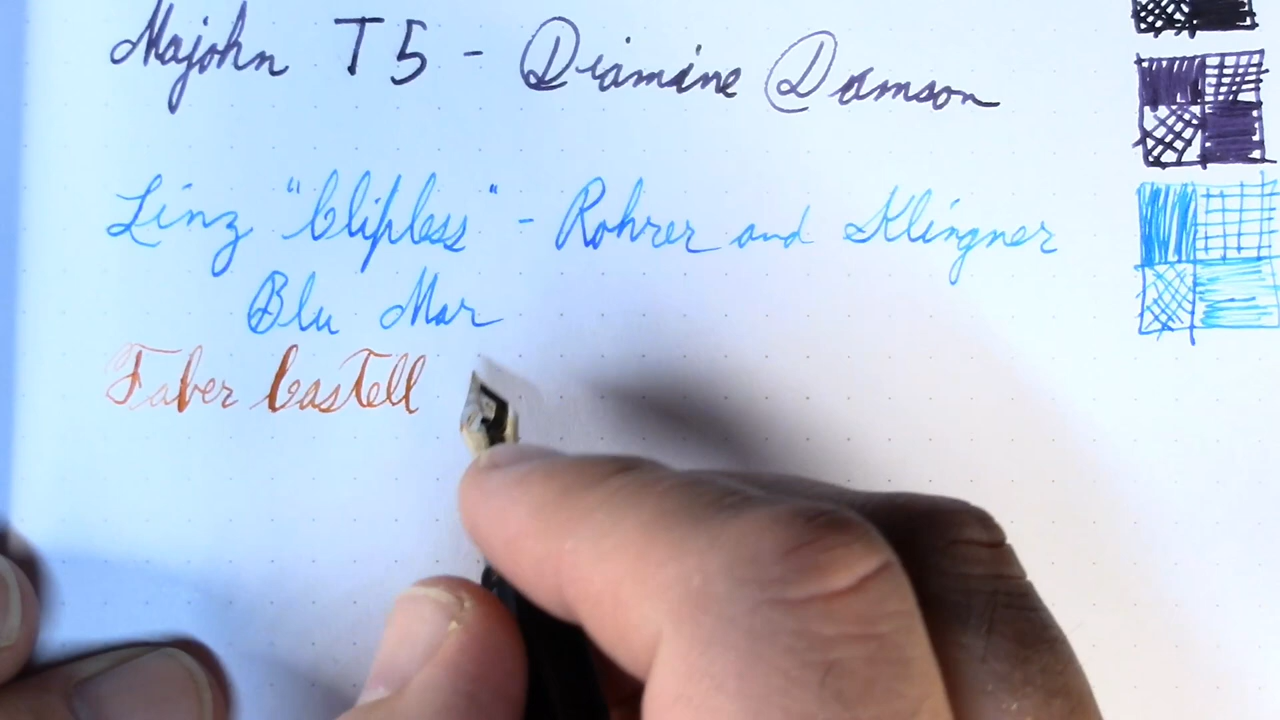 Majohn T5 - Diamine Damson
Linz "Clipless" - Rohrer and Klingner
Blu Mar
Faber Castell